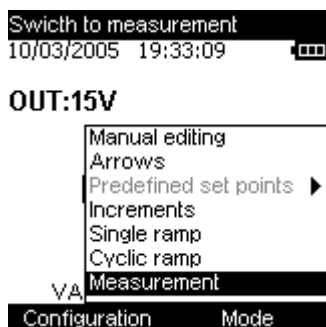 Swicth to measurement
10/03/2005 19:33:09
OUT:15V
Manual editing
Arrows
Predefined set points
Increments
Single ramp
Cyclic ramp
Measurement
VA
Configuration Mode